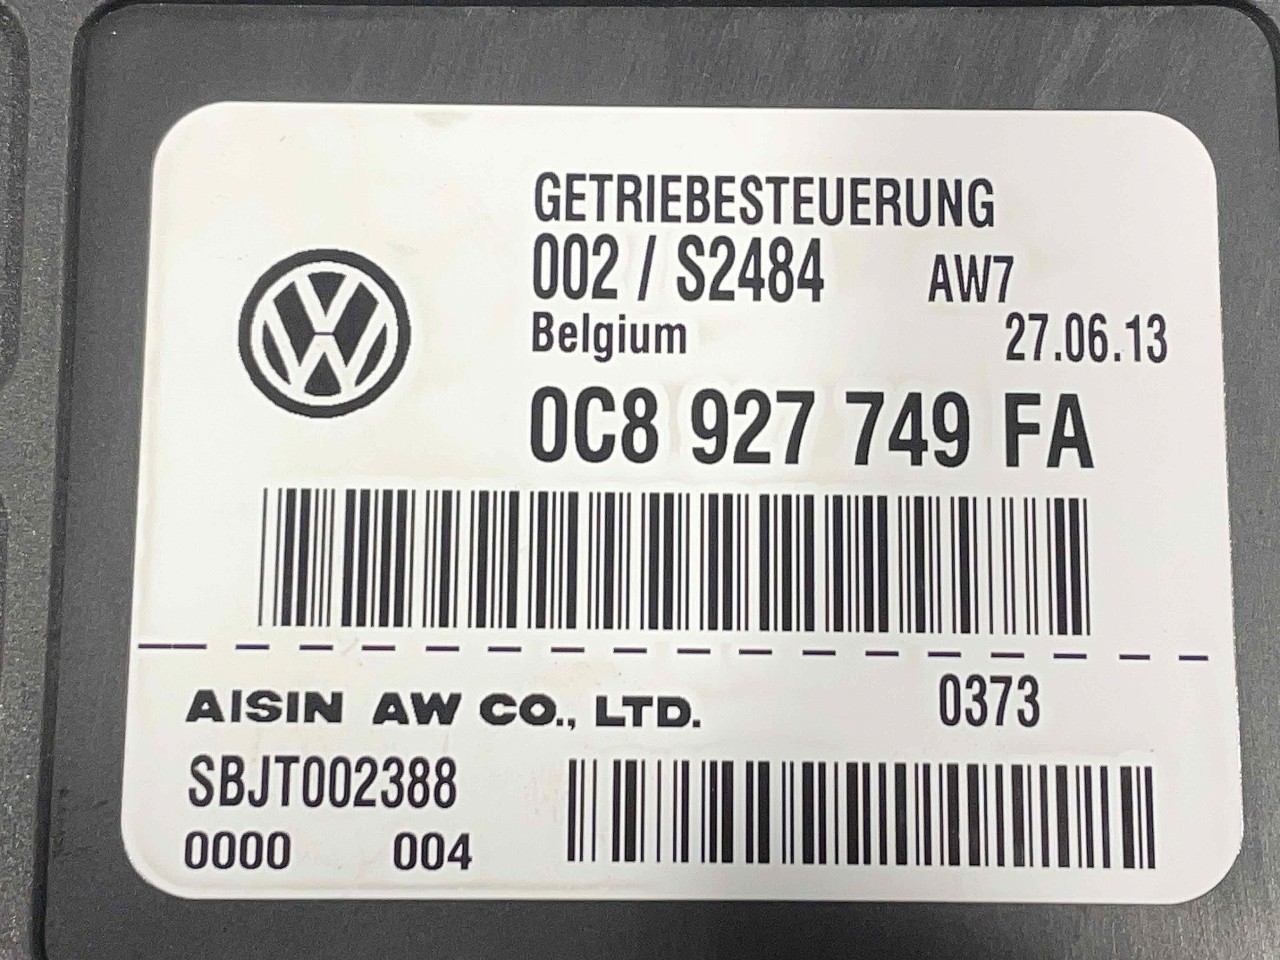 GETRIEBESTEUERUNG
002 / S2484 AW7
Belgium 27.06.13
0C8 927 749 FA
AISIN AW CO., LTD. 0373
SBJT002388
0000 004